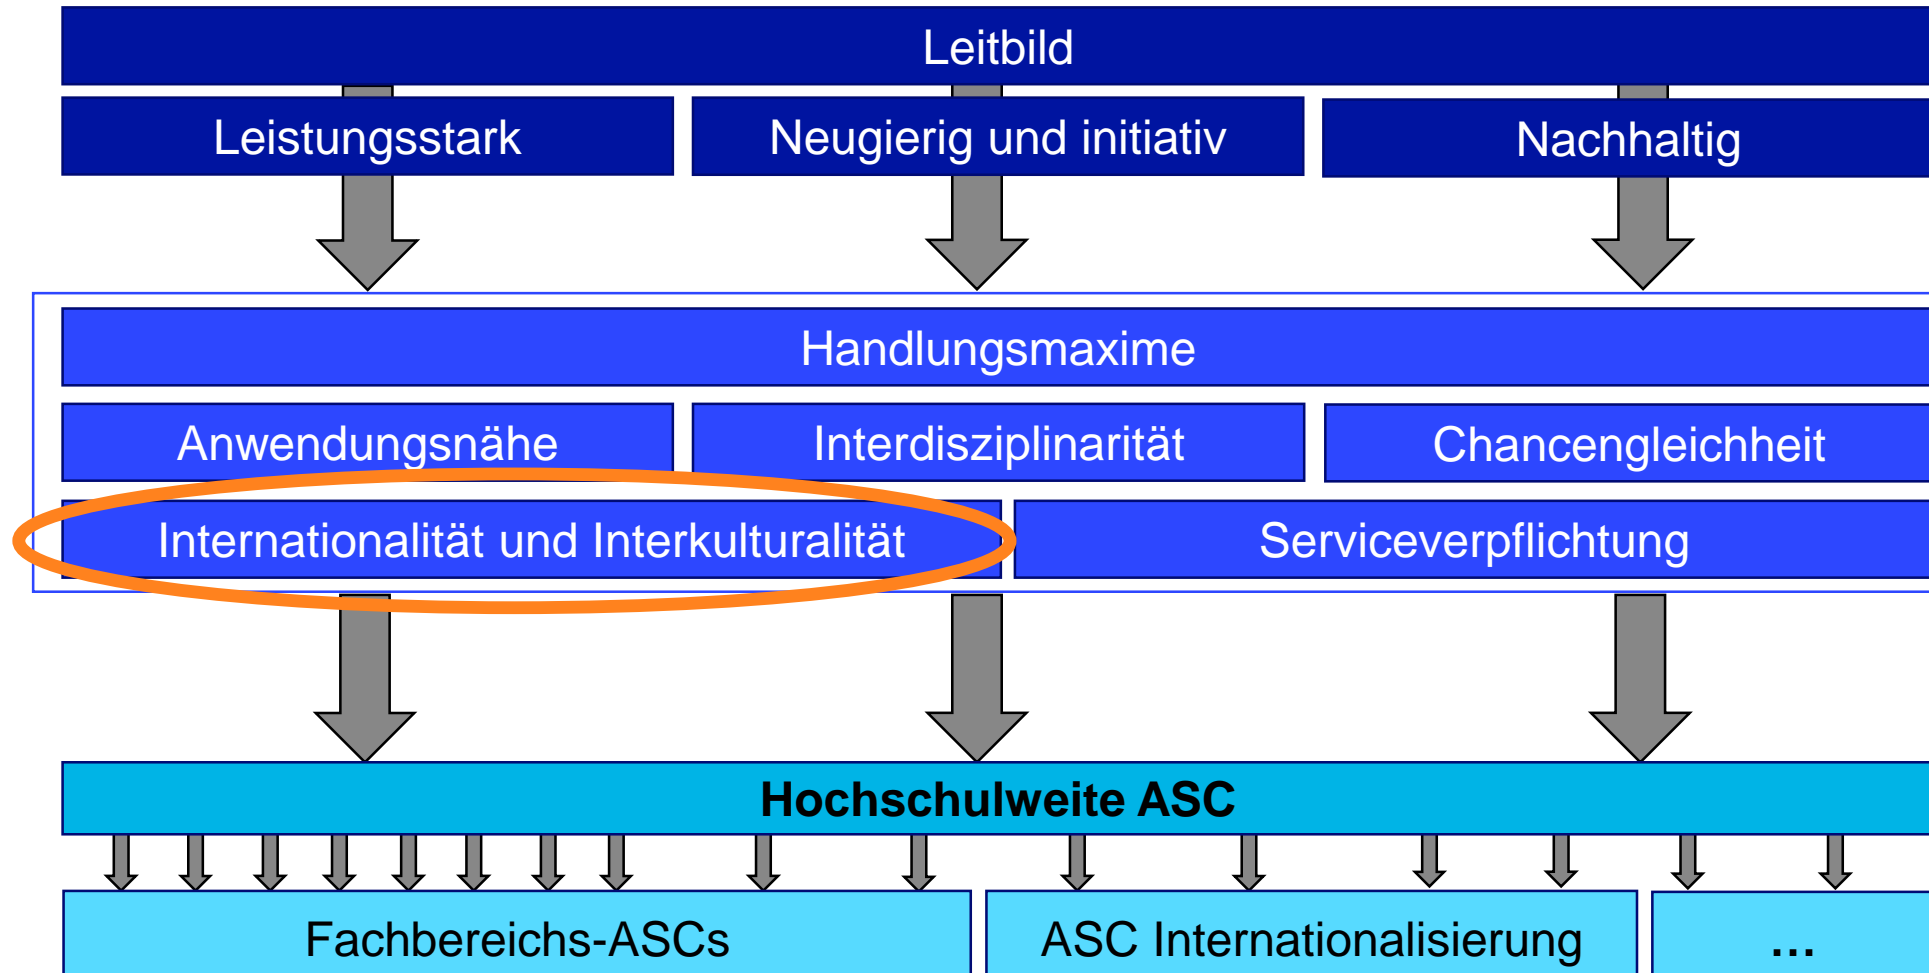 Leitbild
Leistungsstark
Neugierig und initiativ
Nachhaltig
Handlungsmaxime
Anwendungsnähe
Interdisziplinarität
Chancengleichheit
Internationalität und Interkulturalität
Serviceverpflichtung
Hochschulweite ASC
Fachbereichs-ASCs
ASC Internationalisierung
...